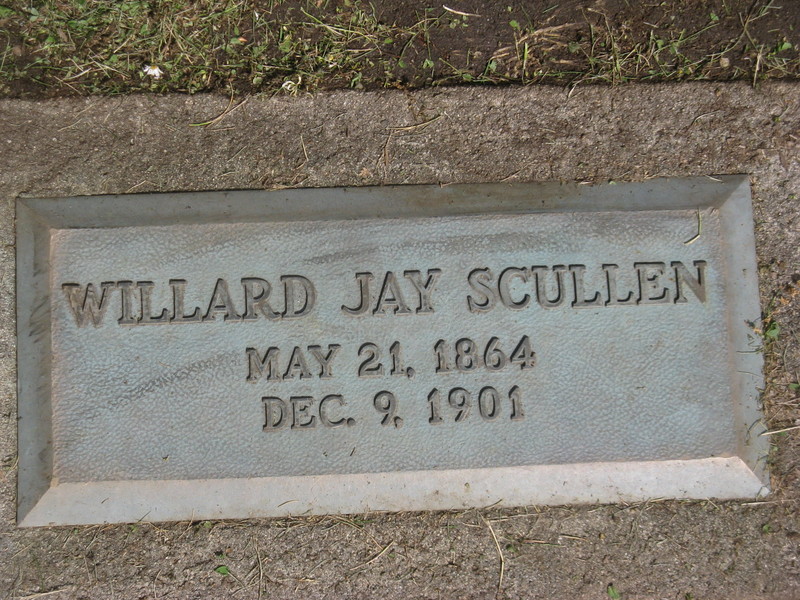 WILLARD JAY SCULLEN
MAY 21, 1864
DEC. 9, 1901